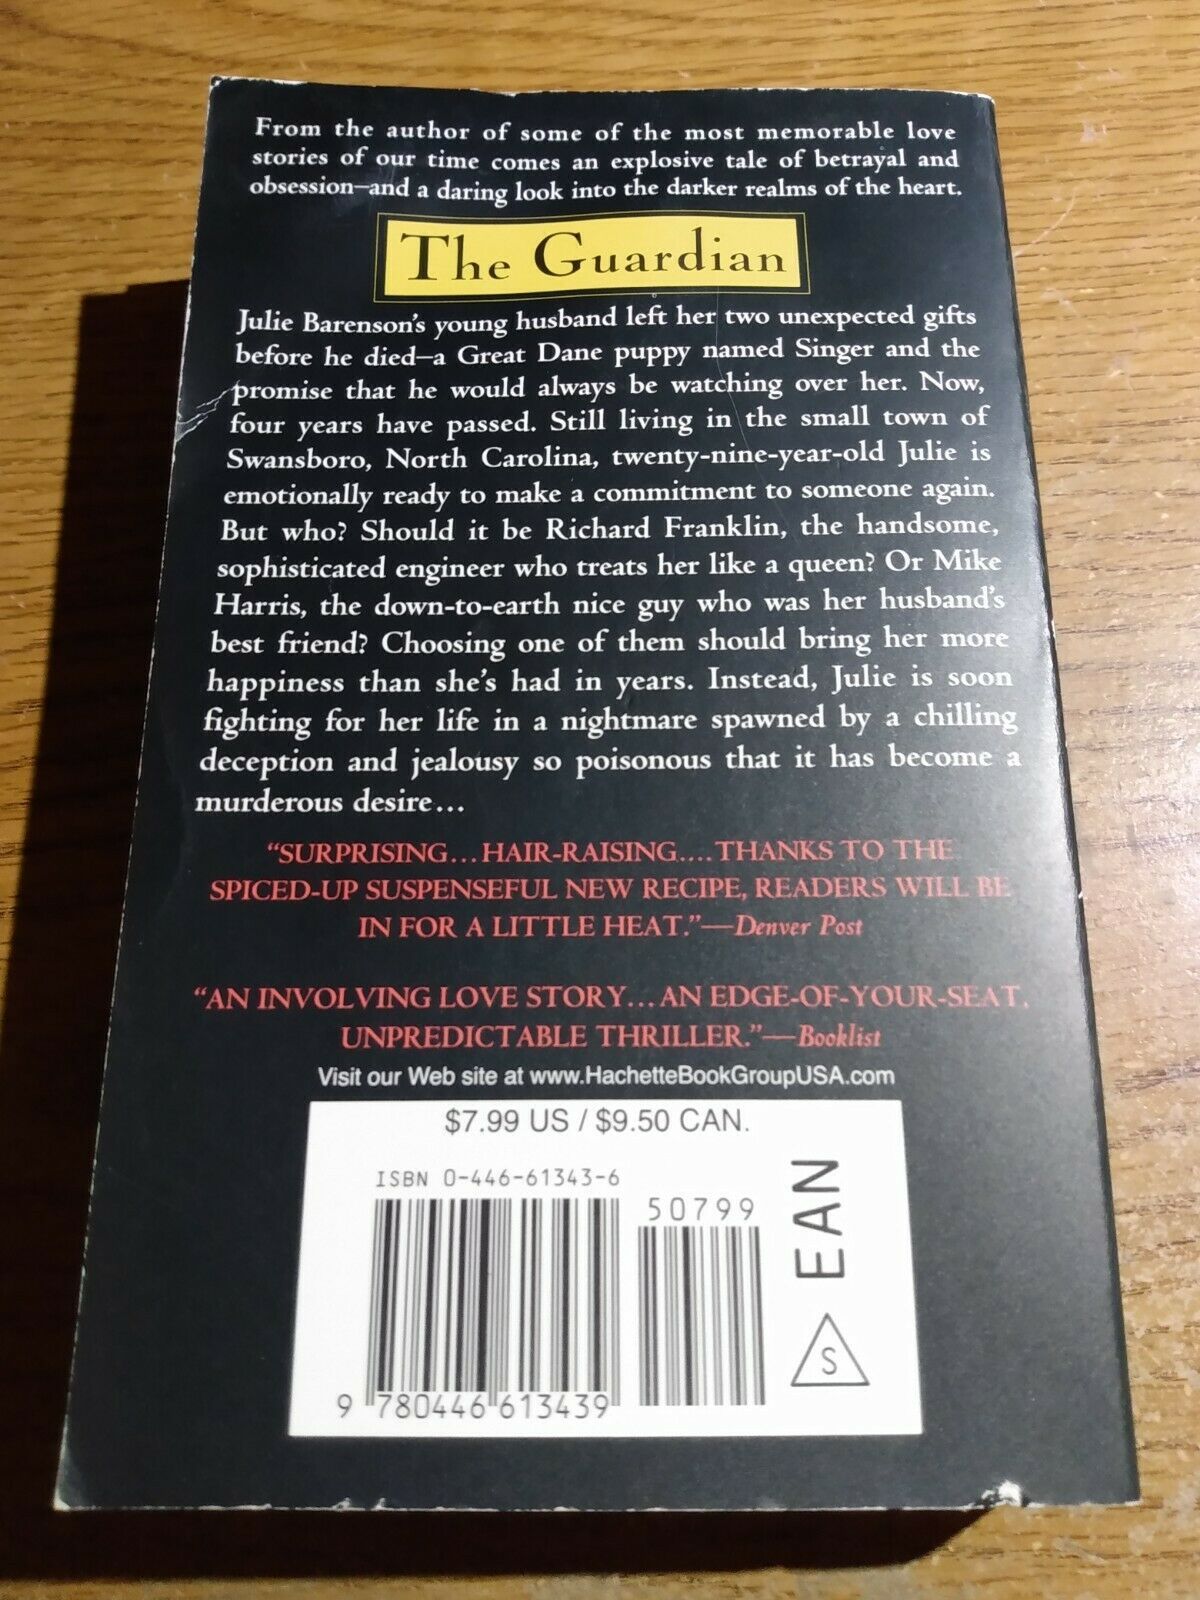 From the author of some of the most memorable love
stories of our time comes an explosive tale of betrayal and
obsession—and a daring look into the darker realms of the heart.
The Guardian
Julie Barenson's young husband left her two unexpected gifts
before he died—a Great Dane puppy named Singer and the
promise that he would always be watching over her. Now,
four years have passed. Still living in the small town of
Swansboro, North Carolina, twenty-nine-year-old Julie is
emotionally ready to make a commitment to someone again.
But who? Should it be Richard Franklin, the handsome,
sophisticated engineer who treats her like a queen? Or Mike
Harris, the down-to-earth nice guy who was her husband's
best friend? Choosing one of them should bring her more
happiness than she's had in years. Instead, Julie is soon
fighting for her life in a nightmare spawned by a chilling
deception and jealousy so poisonous that it has become a
murderous desire…
"SURPRISING…HAIR-RAISING….THANKS TO THE
SPICED-UP SUSPENSEFUL NEW RECIPE, READERS WILL BE
IN FOR A LITTLE HEAT."—Denver Post
"AN INVOLVING LOVE STORY…AN EDGE-OF-YOUR-SEAT,
UNPREDICTABLE THRILLER."—Booklist
Visit our Web site at www.HachetteBookGroupUSA.com
$7.99 US / $9.50 CAN.
ISBN 0-446-61343-6
50799
EAN
S
9 780446 613439